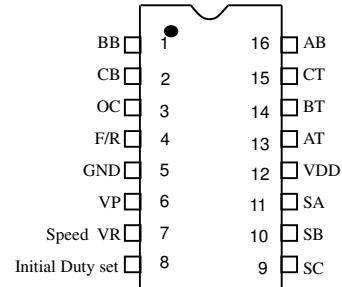 BB 1 16 AB
CB 2 15 CT
OC 3 14 BT
F/R 4 13 AT
GND 5 12 VDD
VP 6 11 SA
Speed VR 7 10 SB
Initial Duty set 8 9 SC